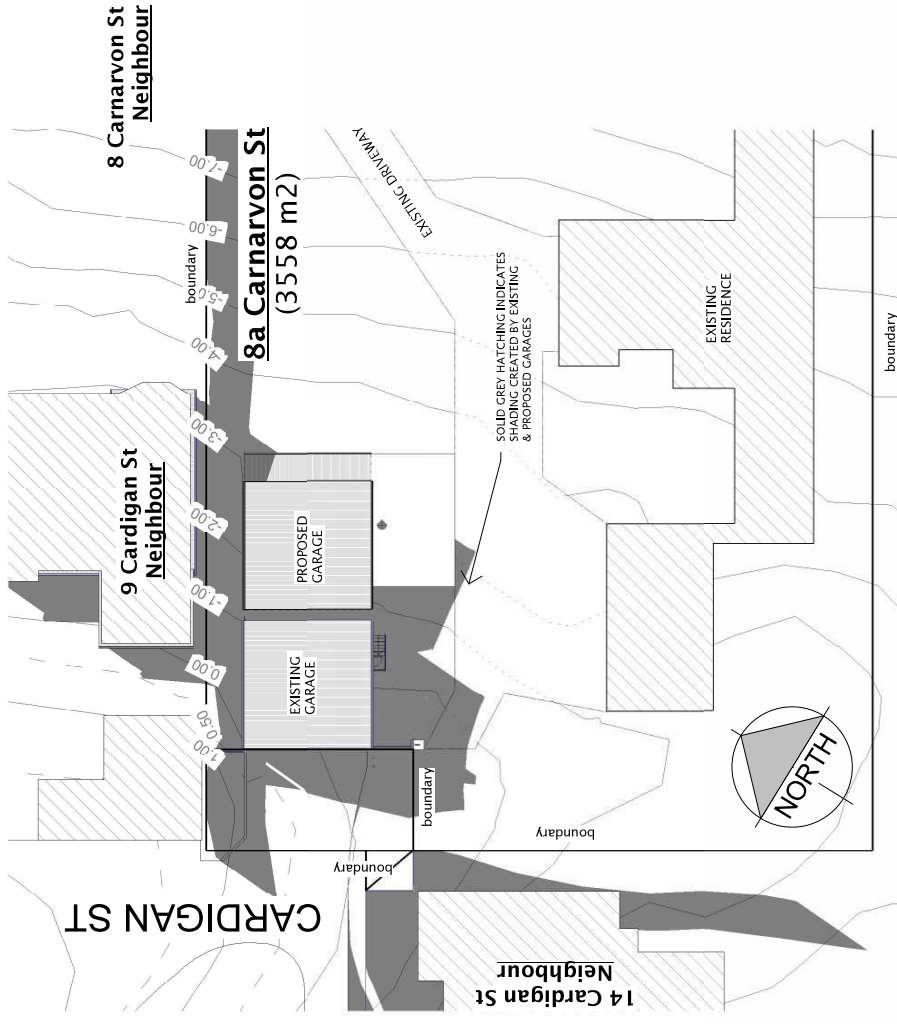 8 Carnarvon St
Neighbour
8a Carnarvon St
(3558 m2)
EXISTING DRIVEWAY
-7.00
-6.00
-5.0
-4.00
-3.00
-2.00
-1.00
0.00
0.50
1.00
boundary
9 Cardigan St
Neighbour
SOLID GREY HATCHING INDICATES
SHADING CREATED BY EXISTING
& PROPOSED GARAGES
EXISTING
RESIDENCE
boundary
PROPOSED
GARAGE
EXISTING
GARAGE
boundary
boundary
boundary
NORTH
CARDIGAN ST
14 Cardigan St
Neighbour